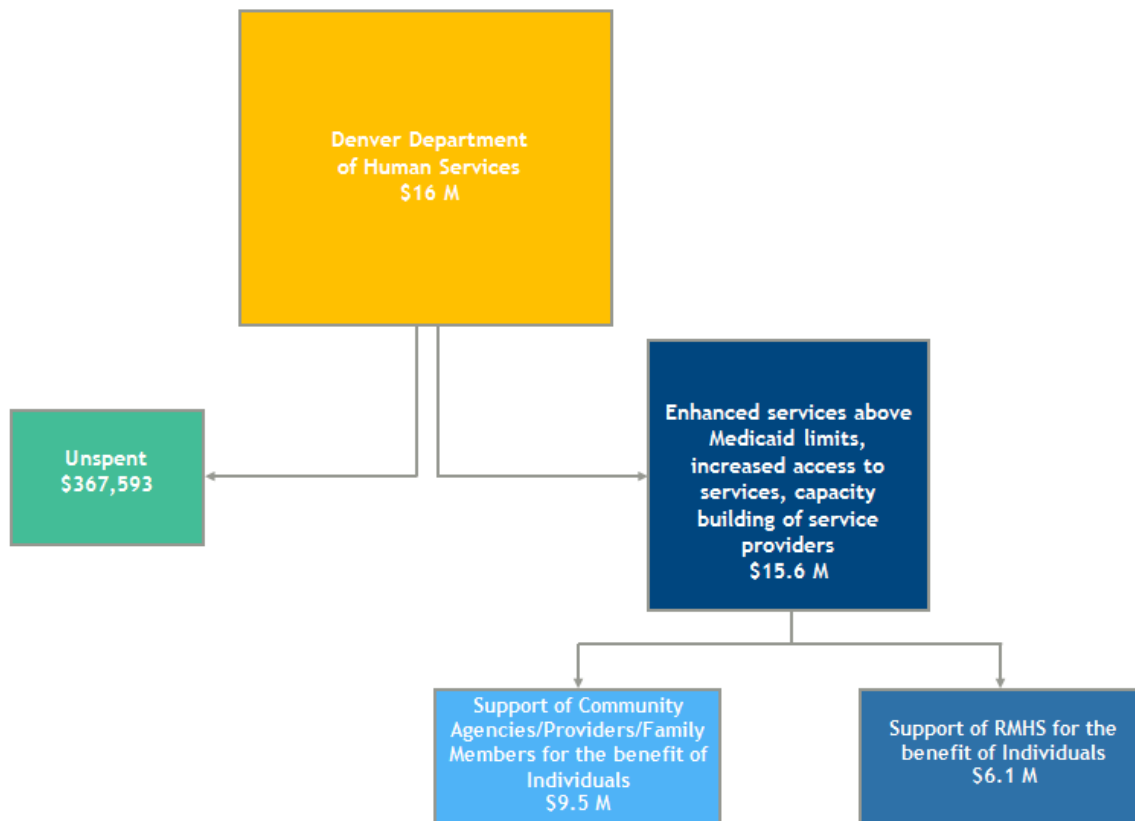 Denver Department
of Human Services
$16 M
Unspent
$367,593
Enhanced services above
Medicaid limits,
increased access to
services, capacity
building of service
providers
$15.6 M
Support of Community
Agencies/Providers/Family
Members for the benefit of
Individuals
$9.5 M
Support of RMHS for the
benefit of Individuals
$6.1 M